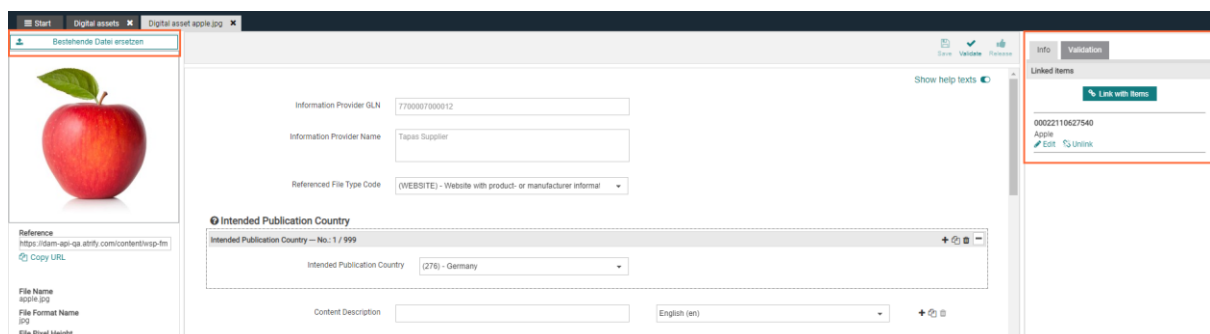 Start
Digital assets
Digital asset apple.jpg
Bestehende Datei ersetzen
Save Validate Release
Show help texts
Information Provider GLN
7700007000012
Information Provider Name
Tapas Supplier
Referenced File Type Code
(WEBSITE) - Website with product- or manufacturer informat
Intended Publication Country
Intended Publication Country — No.: 1 / 999
Intended Publication Country
(276) - Germany
Content Description
English (en)
Reference
https://dam-api-qa.atrify.com/content/wsp-fm
Copy URL
File Name
apple.jpg
File Format Name
jpg
File Pixel Height
Info
Validation
Linked Items
Link with Items
00022110627540
Apple
Edit Unlink